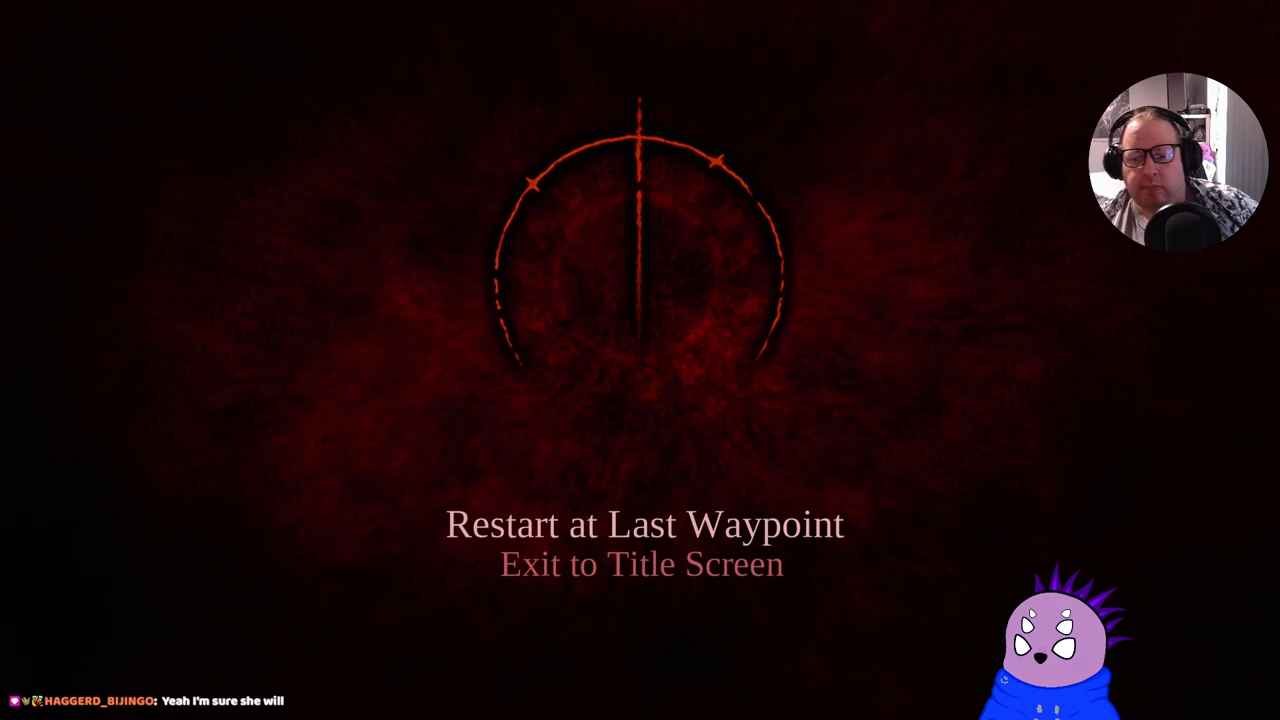 Restart at Last Waypoint
Exit to Title Screen
HAGGERD_BIJINGO: Yeah I'm sure she will